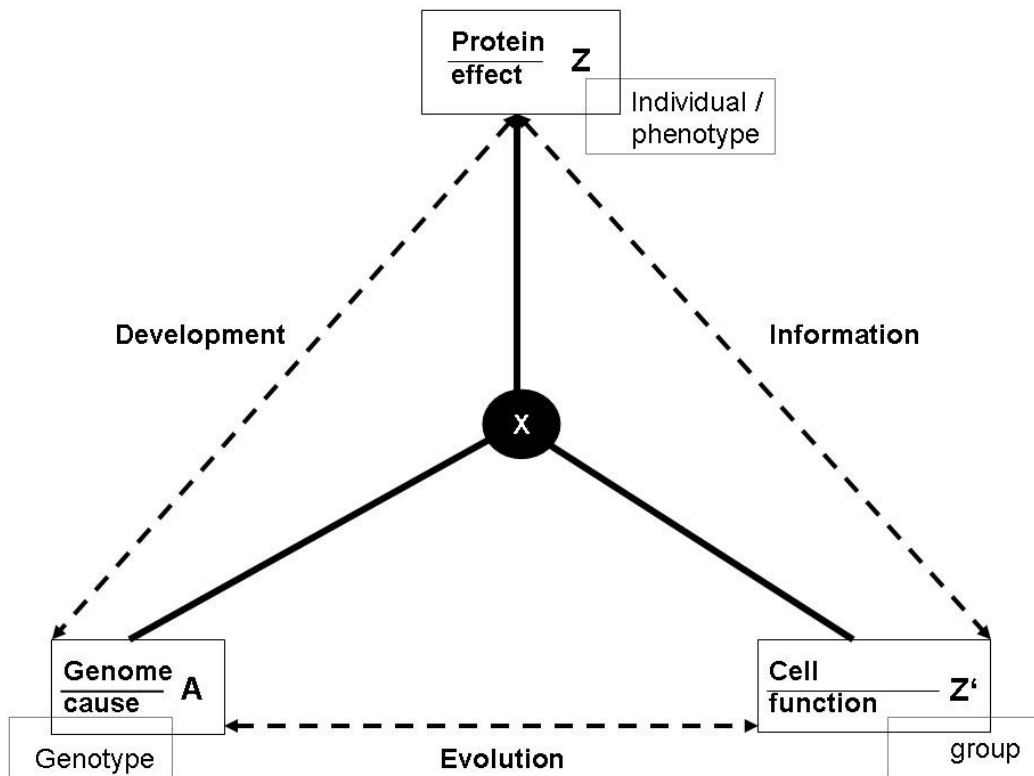 Protein
effect Z
Individual /
phenotype
Development
Information
X
Genome
cause A
Genotype
Evolution
Cell
function Z‘
group